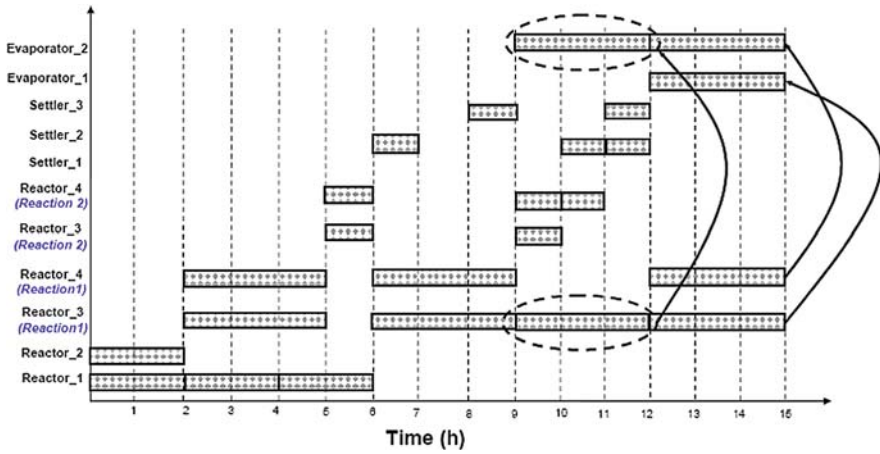 Evaporator_2
Evaporator_1
Settler_3
Settler_2
Settler_1
Reactor_4
(Reaction 2)
Reactor_3
(Reaction 2)
Reactor_4
(Reaction1)
Reactor_3
(Reaction1)
Reactor_2
Reactor_1
1 2 3 4 5 6 7 8 9 10 11 12 13 14 15
Time (h)